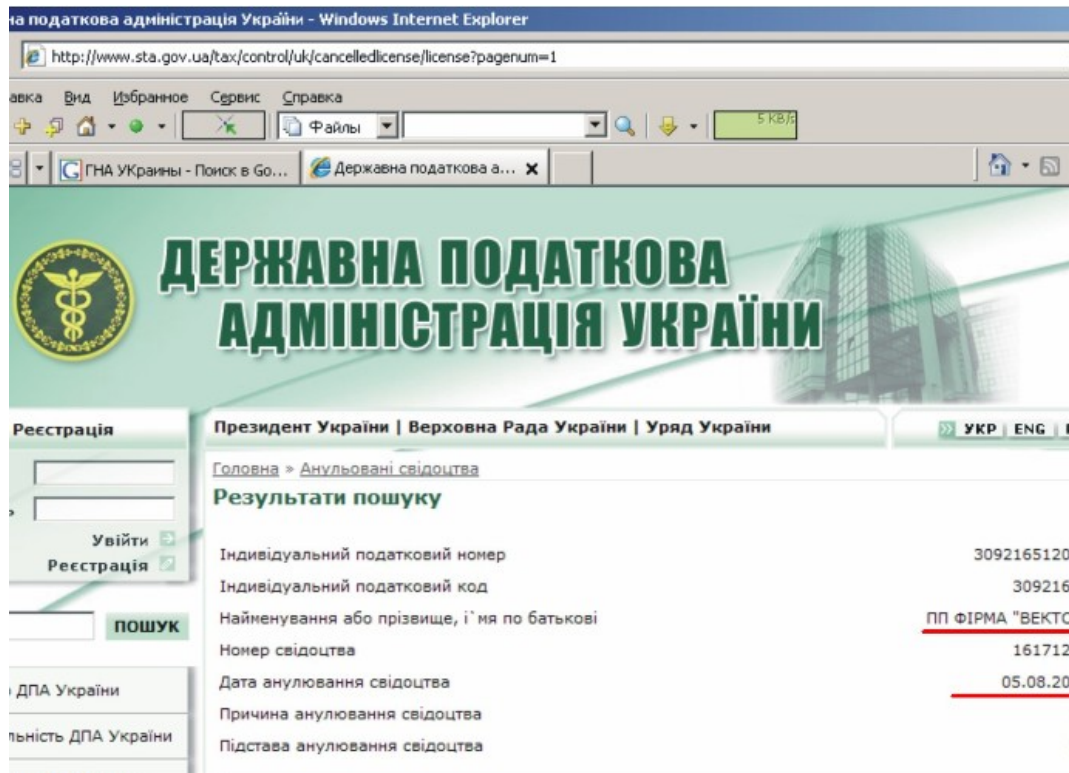 на податкова адміністрація України - Windows Internet Explorer
http://www.sta.gov.ua/tax/control/uk/cancelledlicense/license?pagenum=1
авка Вид Избранное Сервис Справка
Файлы 5 KB/s
ГНА УКраины - Поиск в Go... Державна податкова а... X
ДЕРЖАВНА ПОДАТКОВА
АДМІНІСТРАЦІЯ УКРАЇНИ
Реєстрація
Президент України | Верховна Рада України | Уряд України
УКР | ENG |
Головна » Анульовані свідоцтва
Результати пошуку
Увійти
Реєстрація
пошук
Індивідуальний податковий номер 3092165120
Індивідуальний податковий код 309216
Найменування або прізвище, і`мя по батькові ПП ФІРМА "ВЕКТО
Номер свідоцтва 161712
Дата анулювання свідоцтва 05.08.20
Причина анулювання свідоцтва
Підстава анулювання свідоцтва
ДПА України
льність ДПА України